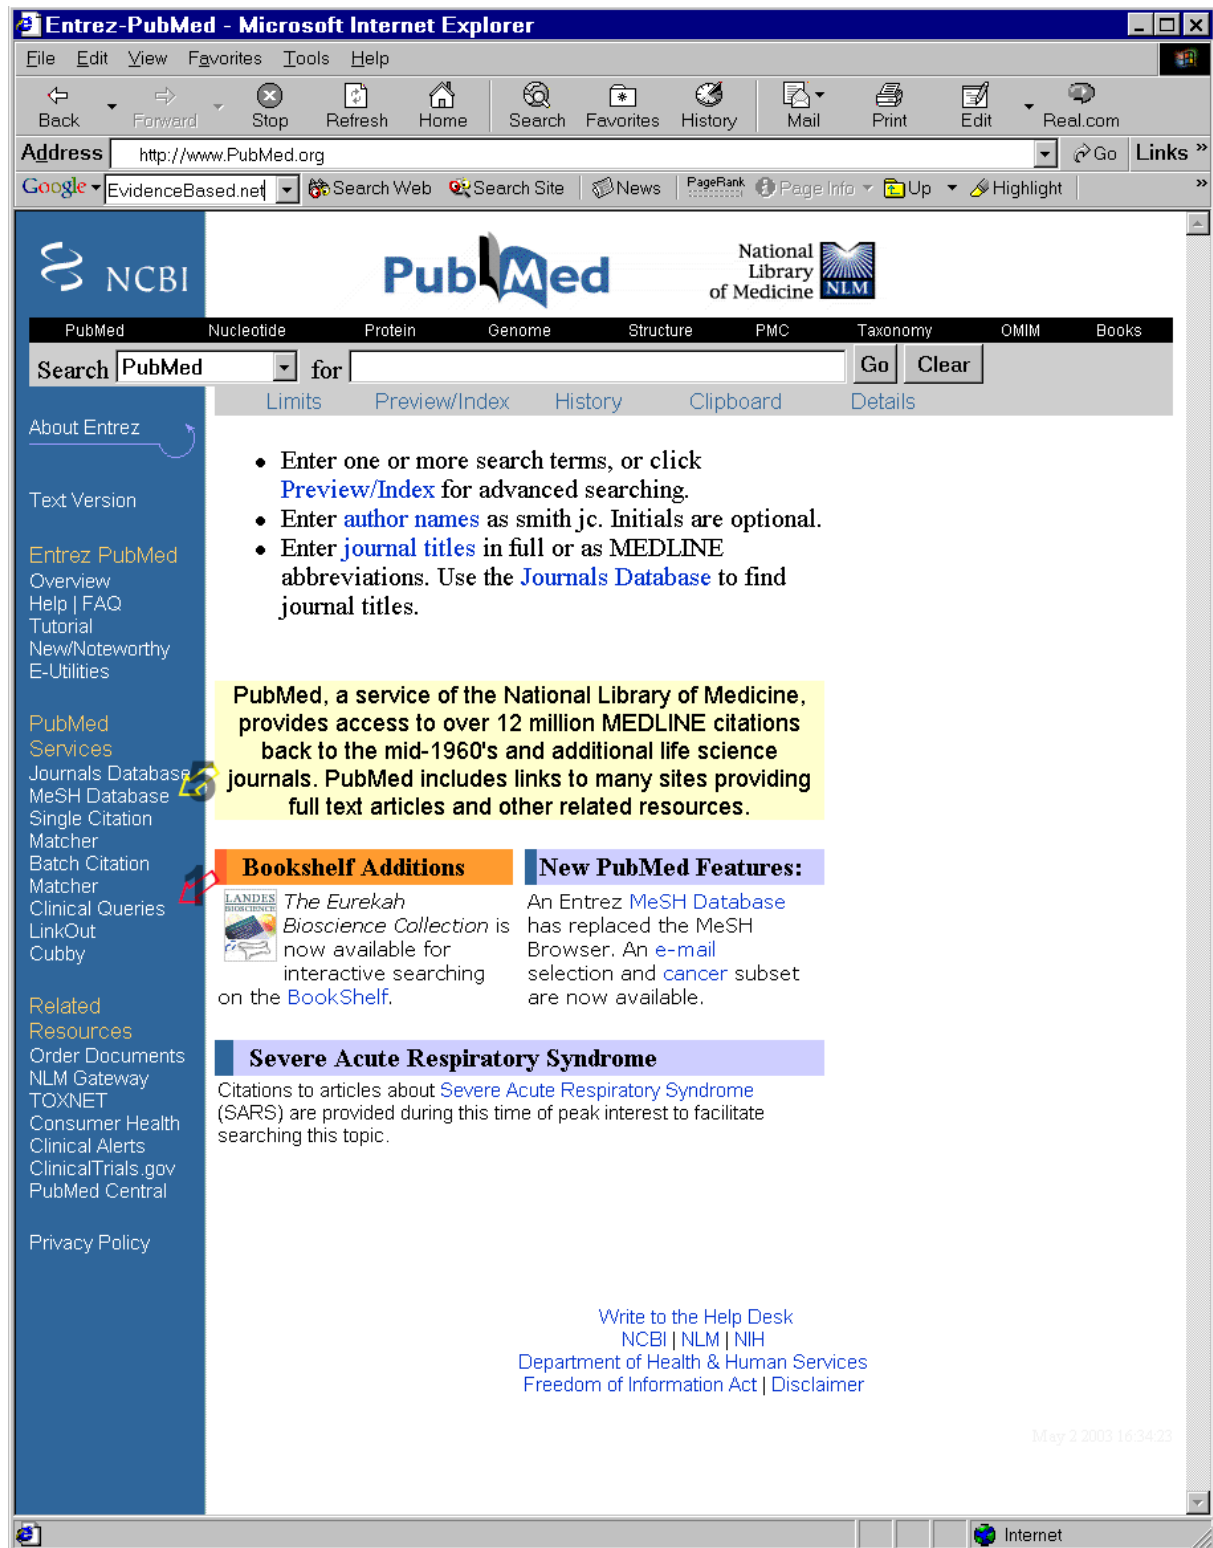 Entrez-PubMed - Microsoft Internet Explorer
File Edit View Favorites Tools Help
Back Forward Stop Refresh Home Search Favorites History Mail Print Edit Real.com
Address http://www.PubMed.org Go Links »
Google EvidenceBased.net Search Web Search Site News PageRank Page Info Up Highlight »
NCBI PubMed National Library of Medicine NLM
PubMed Nucleotide Protein Genome Structure PMC Taxonomy OMIM Books
Search PubMed for Go Clear
Limits Preview/Index History Clipboard Details
About Entrez
Text Version
Entrez PubMed
Overview
Help | FAQ
Tutorial
New/Noteworthy
E-Utilities
PubMed
Services
Journals Database
MeSH Database 5
Single Citation
Matcher
Batch Citation
Matcher 1
Clinical Queries
LinkOut
Cubby
Related
Resources
Order Documents
NLM Gateway
TOXNET
Consumer Health
Clinical Alerts
ClinicalTrials.gov
PubMed Central
Privacy Policy
• Enter one or more search terms, or click
Preview/Index for advanced searching.
• Enter author names as smith jc. Initials are optional.
• Enter journal titles in full or as MEDLINE
abbreviations. Use the Journals Database to find
journal titles.
PubMed, a service of the National Library of Medicine,
provides access to over 12 million MEDLINE citations
back to the mid-1960's and additional life science
journals. PubMed includes links to many sites providing
full text articles and other related resources.
Bookshelf Additions
LANDES
BIOSCIENCE
The Eurekah
Bioscience Collection is
now available for
interactive searching
on the BookShelf.
New PubMed Features:
An Entrez MeSH Database
has replaced the MeSH
Browser. An e-mail
selection and cancer subset
are now available.
Severe Acute Respiratory Syndrome
Citations to articles about Severe Acute Respiratory Syndrome
(SARS) are provided during this time of peak interest to facilitate
searching this topic.
Write to the Help Desk
NCBI | NLM | NIH
Department of Health & Human Services
Freedom of Information Act | Disclaimer
May 2 2003 16:34:23
Internet